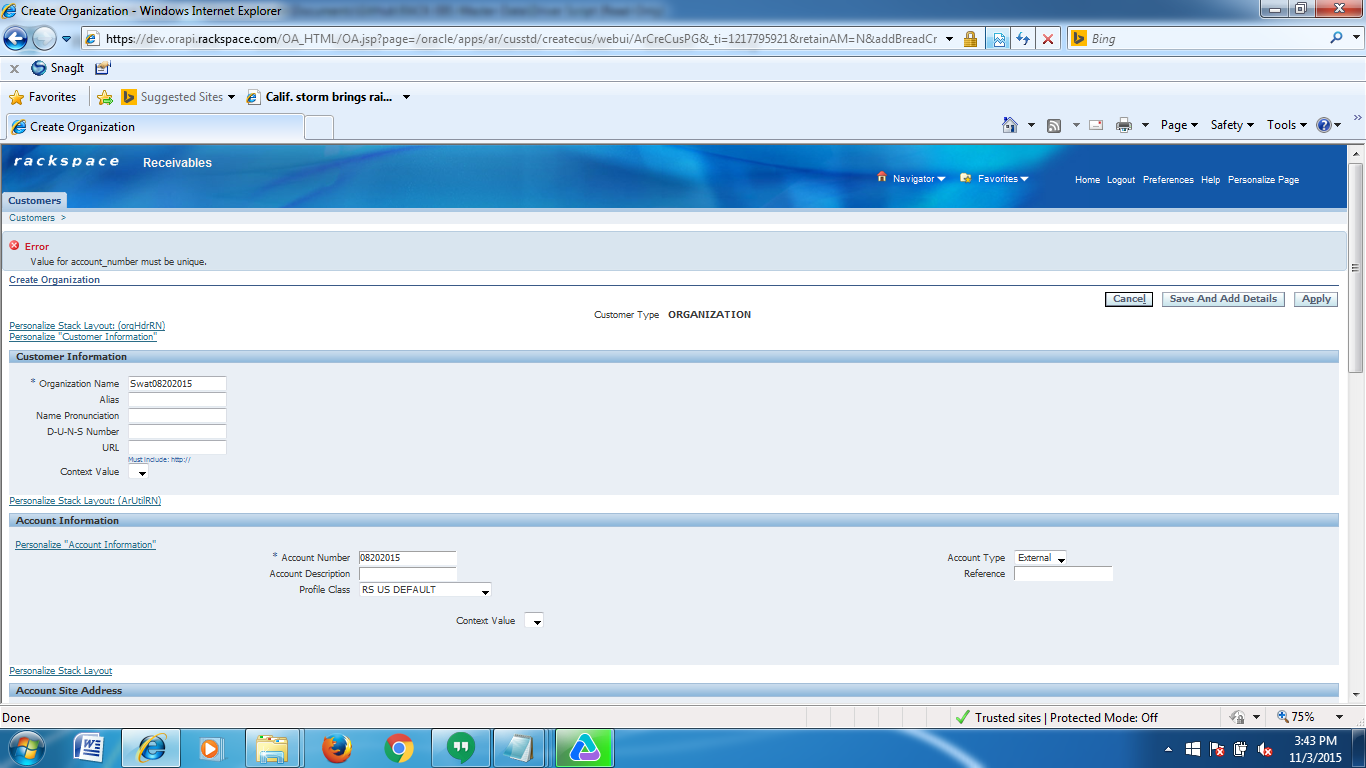 Create Organization - Windows Internet Explorer
https://dev.orapi.rackspace.com/OA_HTML/OA.jsp?page=/oracle/apps/ar/cusstd/createcus/webui/ArCreCusPG&_ti=1217795921&retainAM=N&addBreadCr
Bing
x SnagIt
Favorites Suggested Sites Calif. storm brings rai...
Create Organization
Page Safety Tools
rackspace Receivables
Navigator Favorites Home Logout Preferences Help Personalize Page
Customers
Customers >
Error
Value for account_number must be unique.
Create Organization
Cancel Save And Add Details Apply
Customer Type ORGANIZATION
Personalize Stack Layout: (orgHdrRN)
Personalize "Customer Information"
Customer Information
* Organization Name Swat08202015
Alias
Name Pronunciation
D-U-N-S Number
URL
Must Include: http://
Context Value
Personalize Stack Layout: (ArUtilRN)
Account Information
Personalize "Account Information"
* Account Number 08202015 Account Type External
Account Description Reference
Profile Class RS US DEFAULT
Context Value
Personalize Stack Layout
Account Site Address
Done Trusted sites | Protected Mode: Off 75%
3:43 PM
11/3/2015